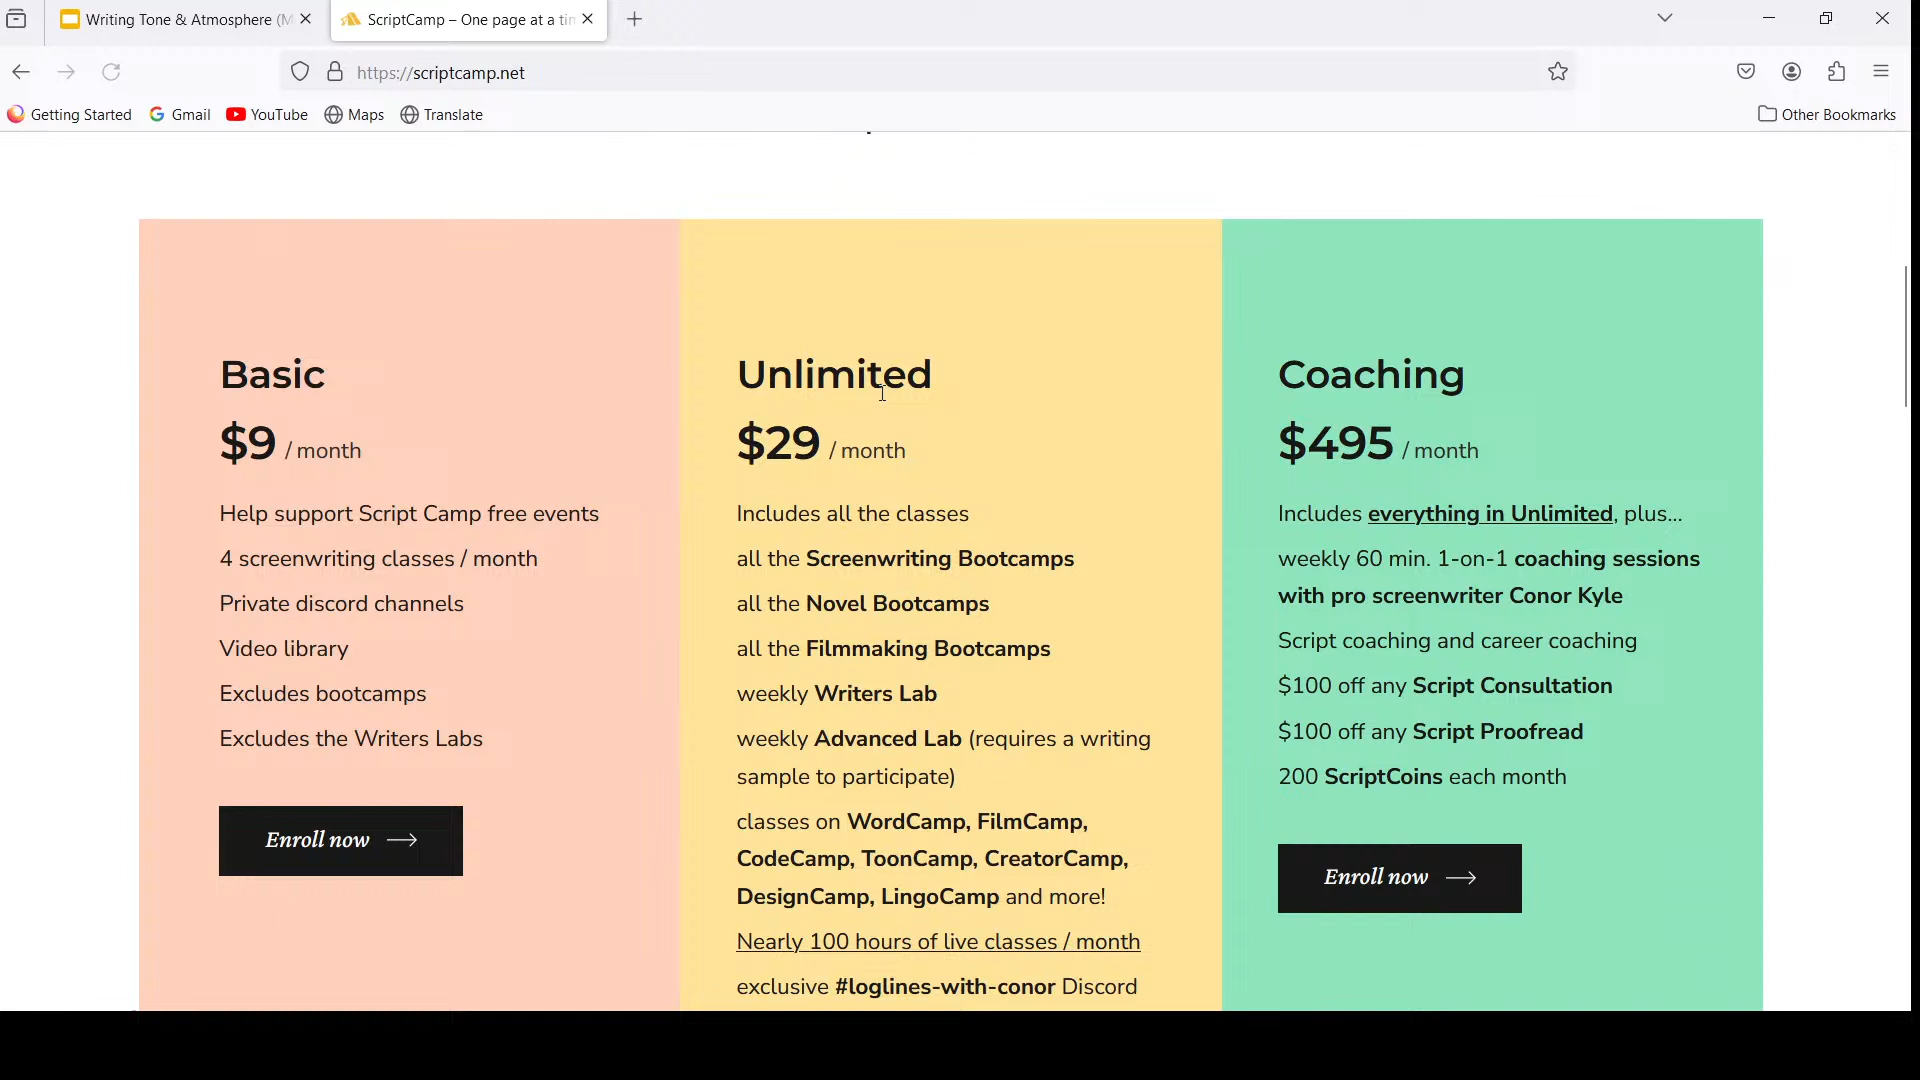 Writing Tone & Atmosphere (M
ScriptCamp – One page at a tim
https://scriptcamp.net
Getting Started
Gmail
YouTube
Maps
Translate
Other Bookmarks
Basic
$9 / month
Help support Script Camp free events
4 screenwriting classes / month
Private discord channels
Video library
Excludes bootcamps
Excludes the Writers Labs
Enroll now
Unlimited
$29 / month
Includes all the classes
all the Screenwriting Bootcamps
all the Novel Bootcamps
all the Filmmaking Bootcamps
weekly Writers Lab
weekly Advanced Lab (requires a writing
sample to participate)
classes on WordCamp, FilmCamp,
CodeCamp, ToonCamp, CreatorCamp,
DesignCamp, LingoCamp and more!
Nearly 100 hours of live classes / month
exclusive #loglines-with-conor Discord
Coaching
$495 / month
Includes everything in Unlimited, plus...
weekly 60 min. 1-on-1 coaching sessions
with pro screenwriter Conor Kyle
Script coaching and career coaching
$100 off any Script Consultation
$100 off any Script Proofread
200 ScriptCoins each month
Enroll now